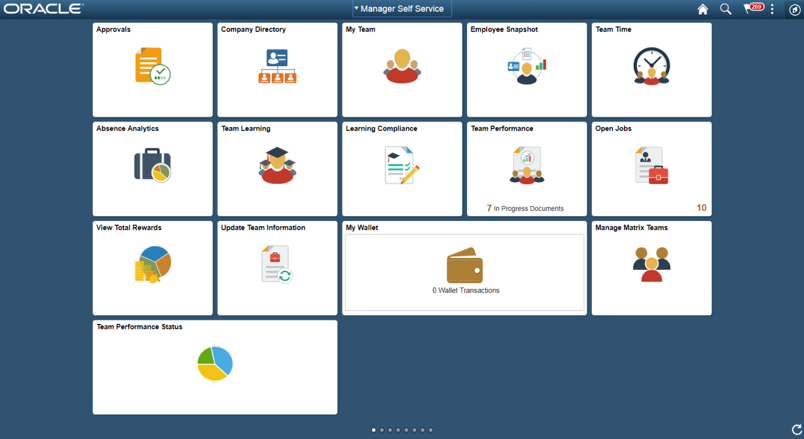 ORACLE
Manager Self Service
269
Approvals
Company Directory
My Team
Employee Snapshot
Team Time
Absence Analytics
Team Learning
Learning Compliance
Team Performance
7 In Progress Documents
Open Jobs
10
View Total Rewards
Update Team Information
My Wallet
0 Wallet Transactions
Manage Matrix Teams
Team Performance Status